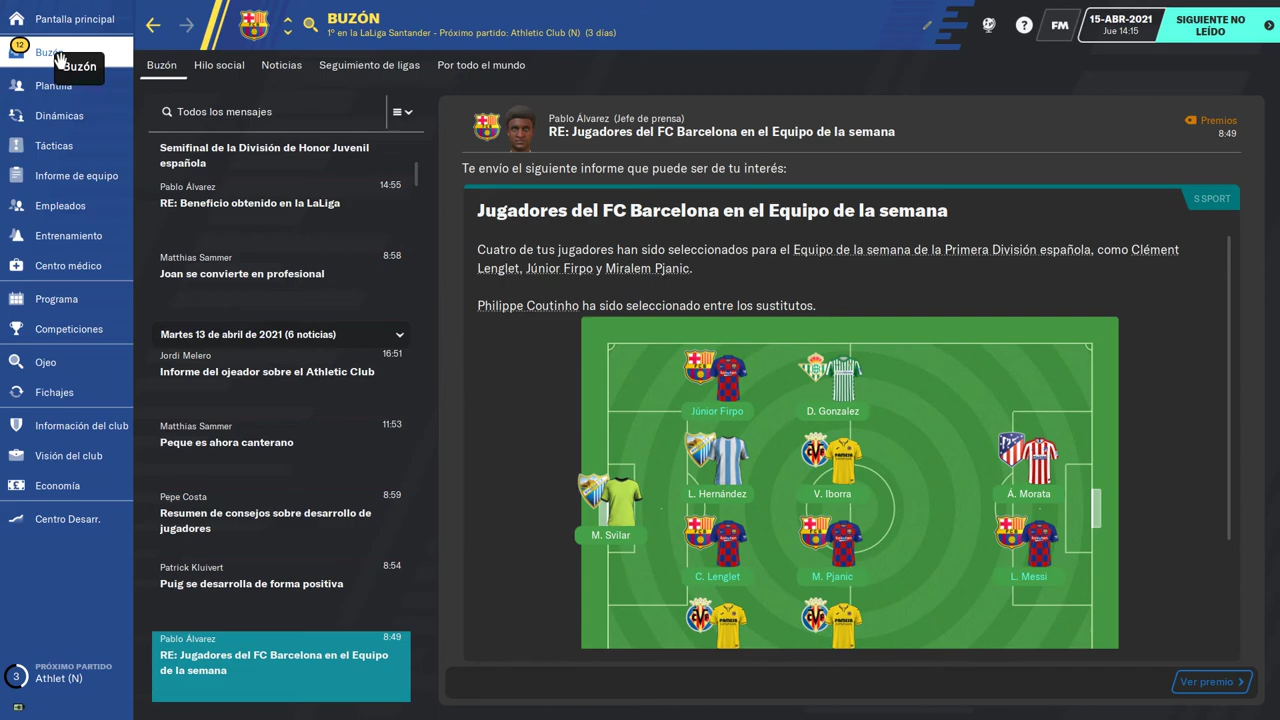 Pantalla principal
12
Buzón
Buzón
Plantilla
Dinámicas
Tácticas
Informe de equipo
Empleados
Entrenamiento
Centro médico
Programa
Competiciones
Ojeo
Fichajes
Información del club
Visión del club
Economía
Centro Desarr.
3
PRÓXIMO PARTIDO
Athlet (N)
BUZÓN
1º en la LaLiga Santander - Próximo partido: Athletic Club (N) (3 días)
FM
15-ABR-2021
Jue 14:15
SIGUIENTE NO LEÍDO
Buzón
Hilo social
Noticias
Seguimiento de ligas
Por todo el mundo
Todos los mensajes
Semifinal de la División de Honor Juvenil
española
Pablo Álvarez 14:55
RE: Beneficio obtenido en la LaLiga
Matthias Sammer 8:58
Joan se convierte en profesional
Martes 13 de abril de 2021 (6 noticias)
Jordi Melero 16:51
Informe del ojeador sobre el Athletic Club
Matthias Sammer 11:53
Peque es ahora canterano
Pepe Costa 8:59
Resumen de consejos sobre desarrollo de
jugadores
Patrick Kluivert 8:54
Puig se desarrolla de forma positiva
Pablo Álvarez 8:49
RE: Jugadores del FC Barcelona en el Equipo
de la semana
Pablo Álvarez (Jefe de prensa)
RE: Jugadores del FC Barcelona en el Equipo de la semana
Premios
8:49
Te envío el siguiente informe que puede ser de tu interés:
S SPORT
Jugadores del FC Barcelona en el Equipo de la semana
Cuatro de tus jugadores han sido seleccionados para el Equipo de la semana de la Primera División española, como Clément
Lenglet, Júnior Firpo y Miralem Pjanic.
Philippe Coutinho ha sido seleccionado entre los sustitutos.
Júnior Firpo
D. Gonzalez
L. Hernández
V. Iborra
Á. Morata
M. Svilar
C. Lenglet
M. Pjanic
L. Messi
Ver premio